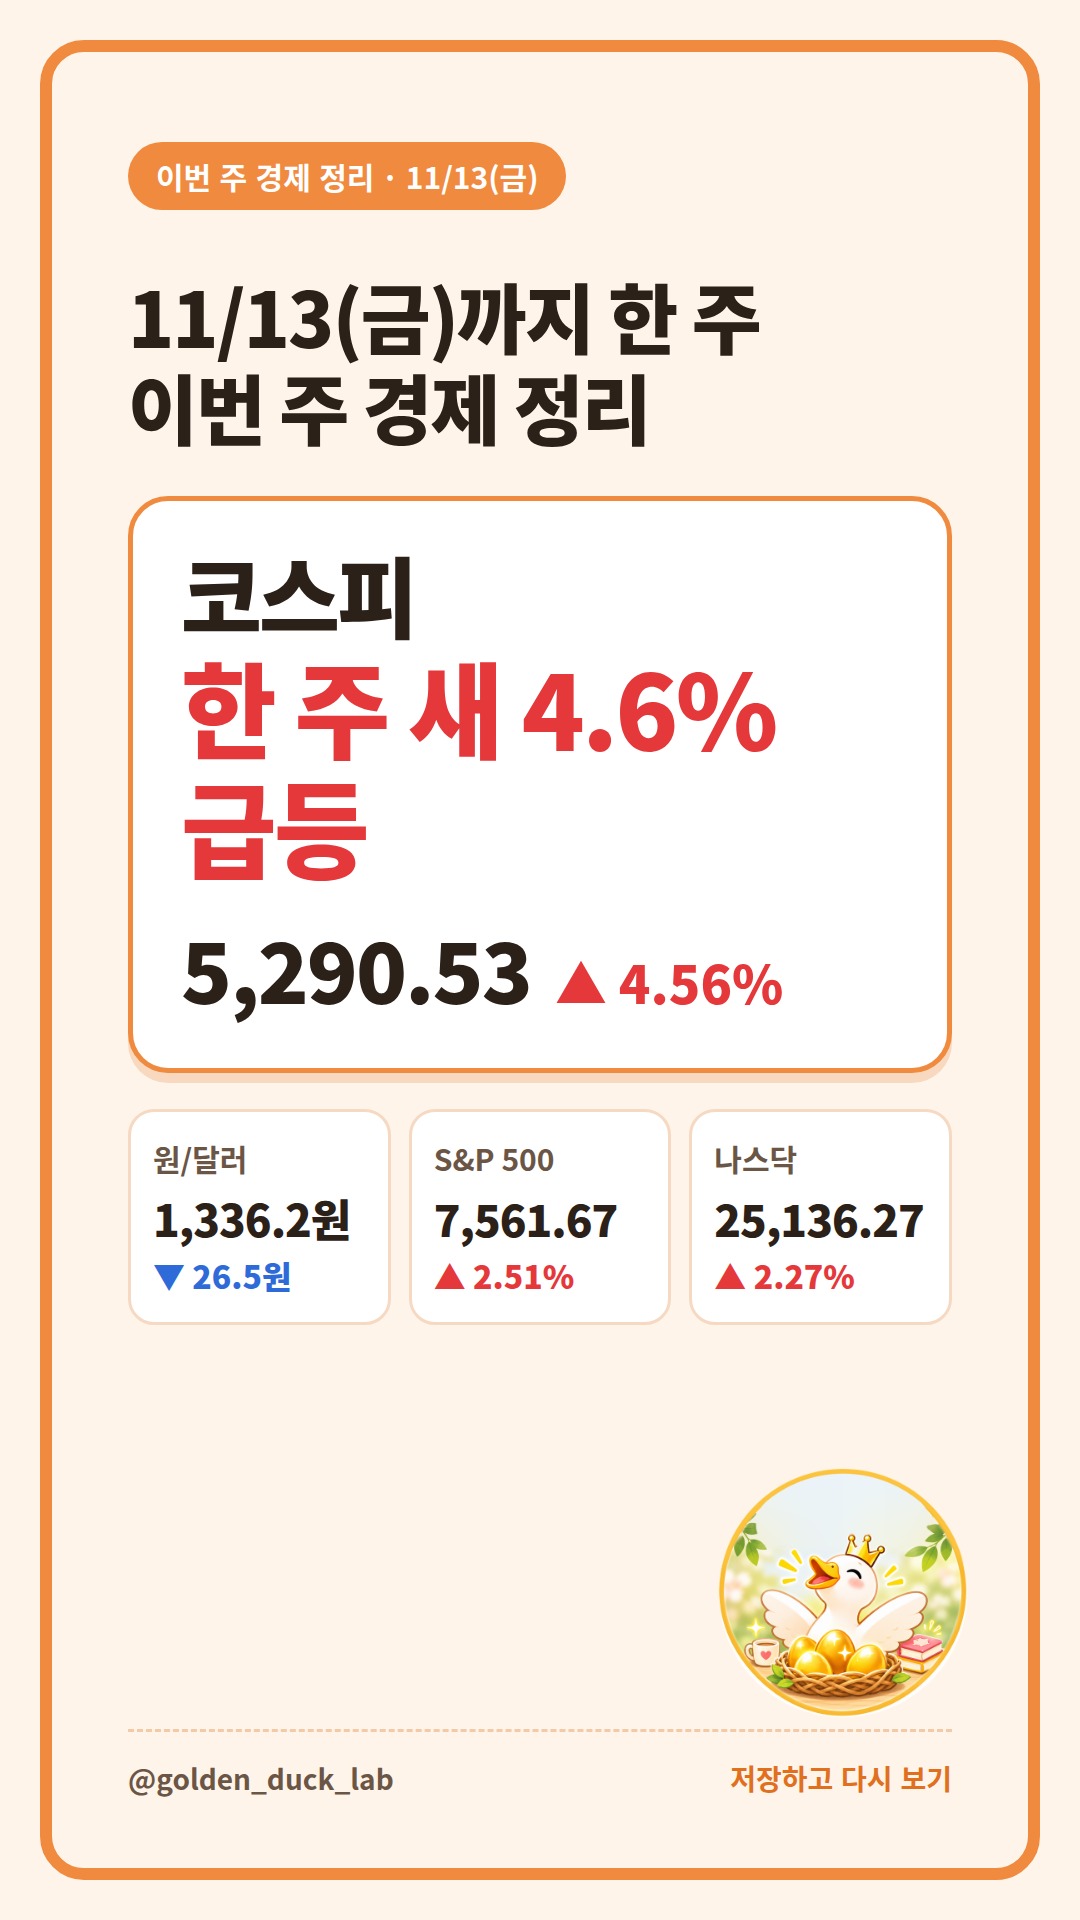 이번 주 경제 정리 · 11/13(금)
11/13(금)까지 한 주
이번 주 경제 정리
코스피
한 주 새 4.6%
급등
5,290.53 ▲ 4.56%
원/달러
1,336.2원
▼ 26.5원
S&P 500
7,561.67
▲ 2.51%
나스닥
25,136.27
▲ 2.27%
@golden_duck_lab
저장하고 다시 보기